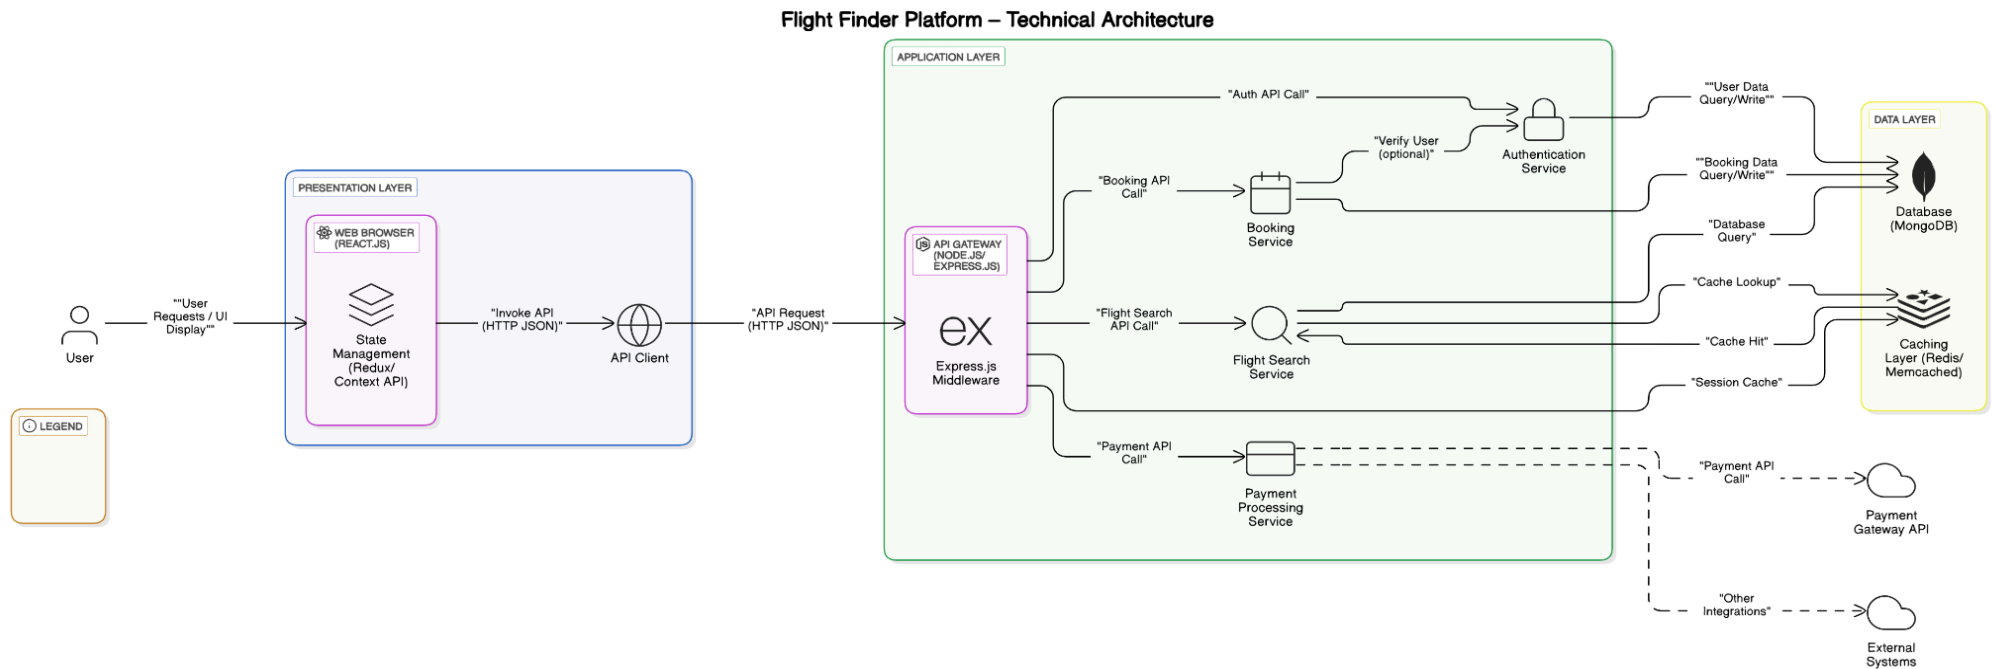 Flight Finder Platform – Technical Architecture
APPLICATION LAYER
"Auth API Call"
""User Data
Query/Write""
DATA LAYER
"Verify User
(optional)"
Authentication
Service
PRESENTATION LAYER
"Booking API
Call"
""Booking Data
Query/Write""
Booking
Service
Database
(MongoDB)
"Database
Query"
WEB BROWSER
(REACT.JS)
JS
API GATEWAY
(NODE.JS/
EXPRESS.JS)
"Cache Lookup"
""User
Requests / UI
Display""
User
"Invoke API
(HTTP JSON)"
State
Management
(Redux/
Context API)
API Client
"API Request
(HTTP JSON)"
ex
Express.js
Middleware
"Flight Search
API Call"
Flight Search
Service
"Cache Hit"
Caching
Layer (Redis/
Memcached)
"Session Cache"
LEGEND
"Payment API
Call"
Payment
Processing
Service
"Payment API
Call"
Payment
Gateway API
"Other
Integrations"
External
Systems